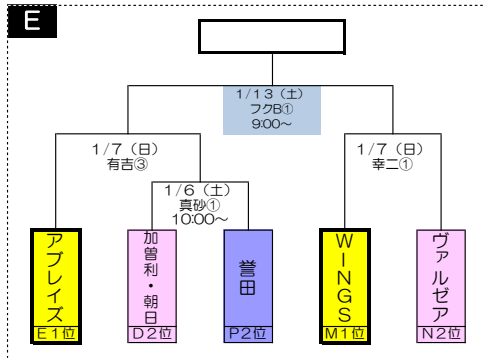 E
1/13（土）
フクB①
9:00～
1/7（日）
有吉③
1/7（日）
幸二①
1/6（土）
真砂①
10:00～
アブレイズ
E1位
加曽利・朝日
D2位
誉田
P2位
WINGS
M1位
ヴァルゼア
N2位